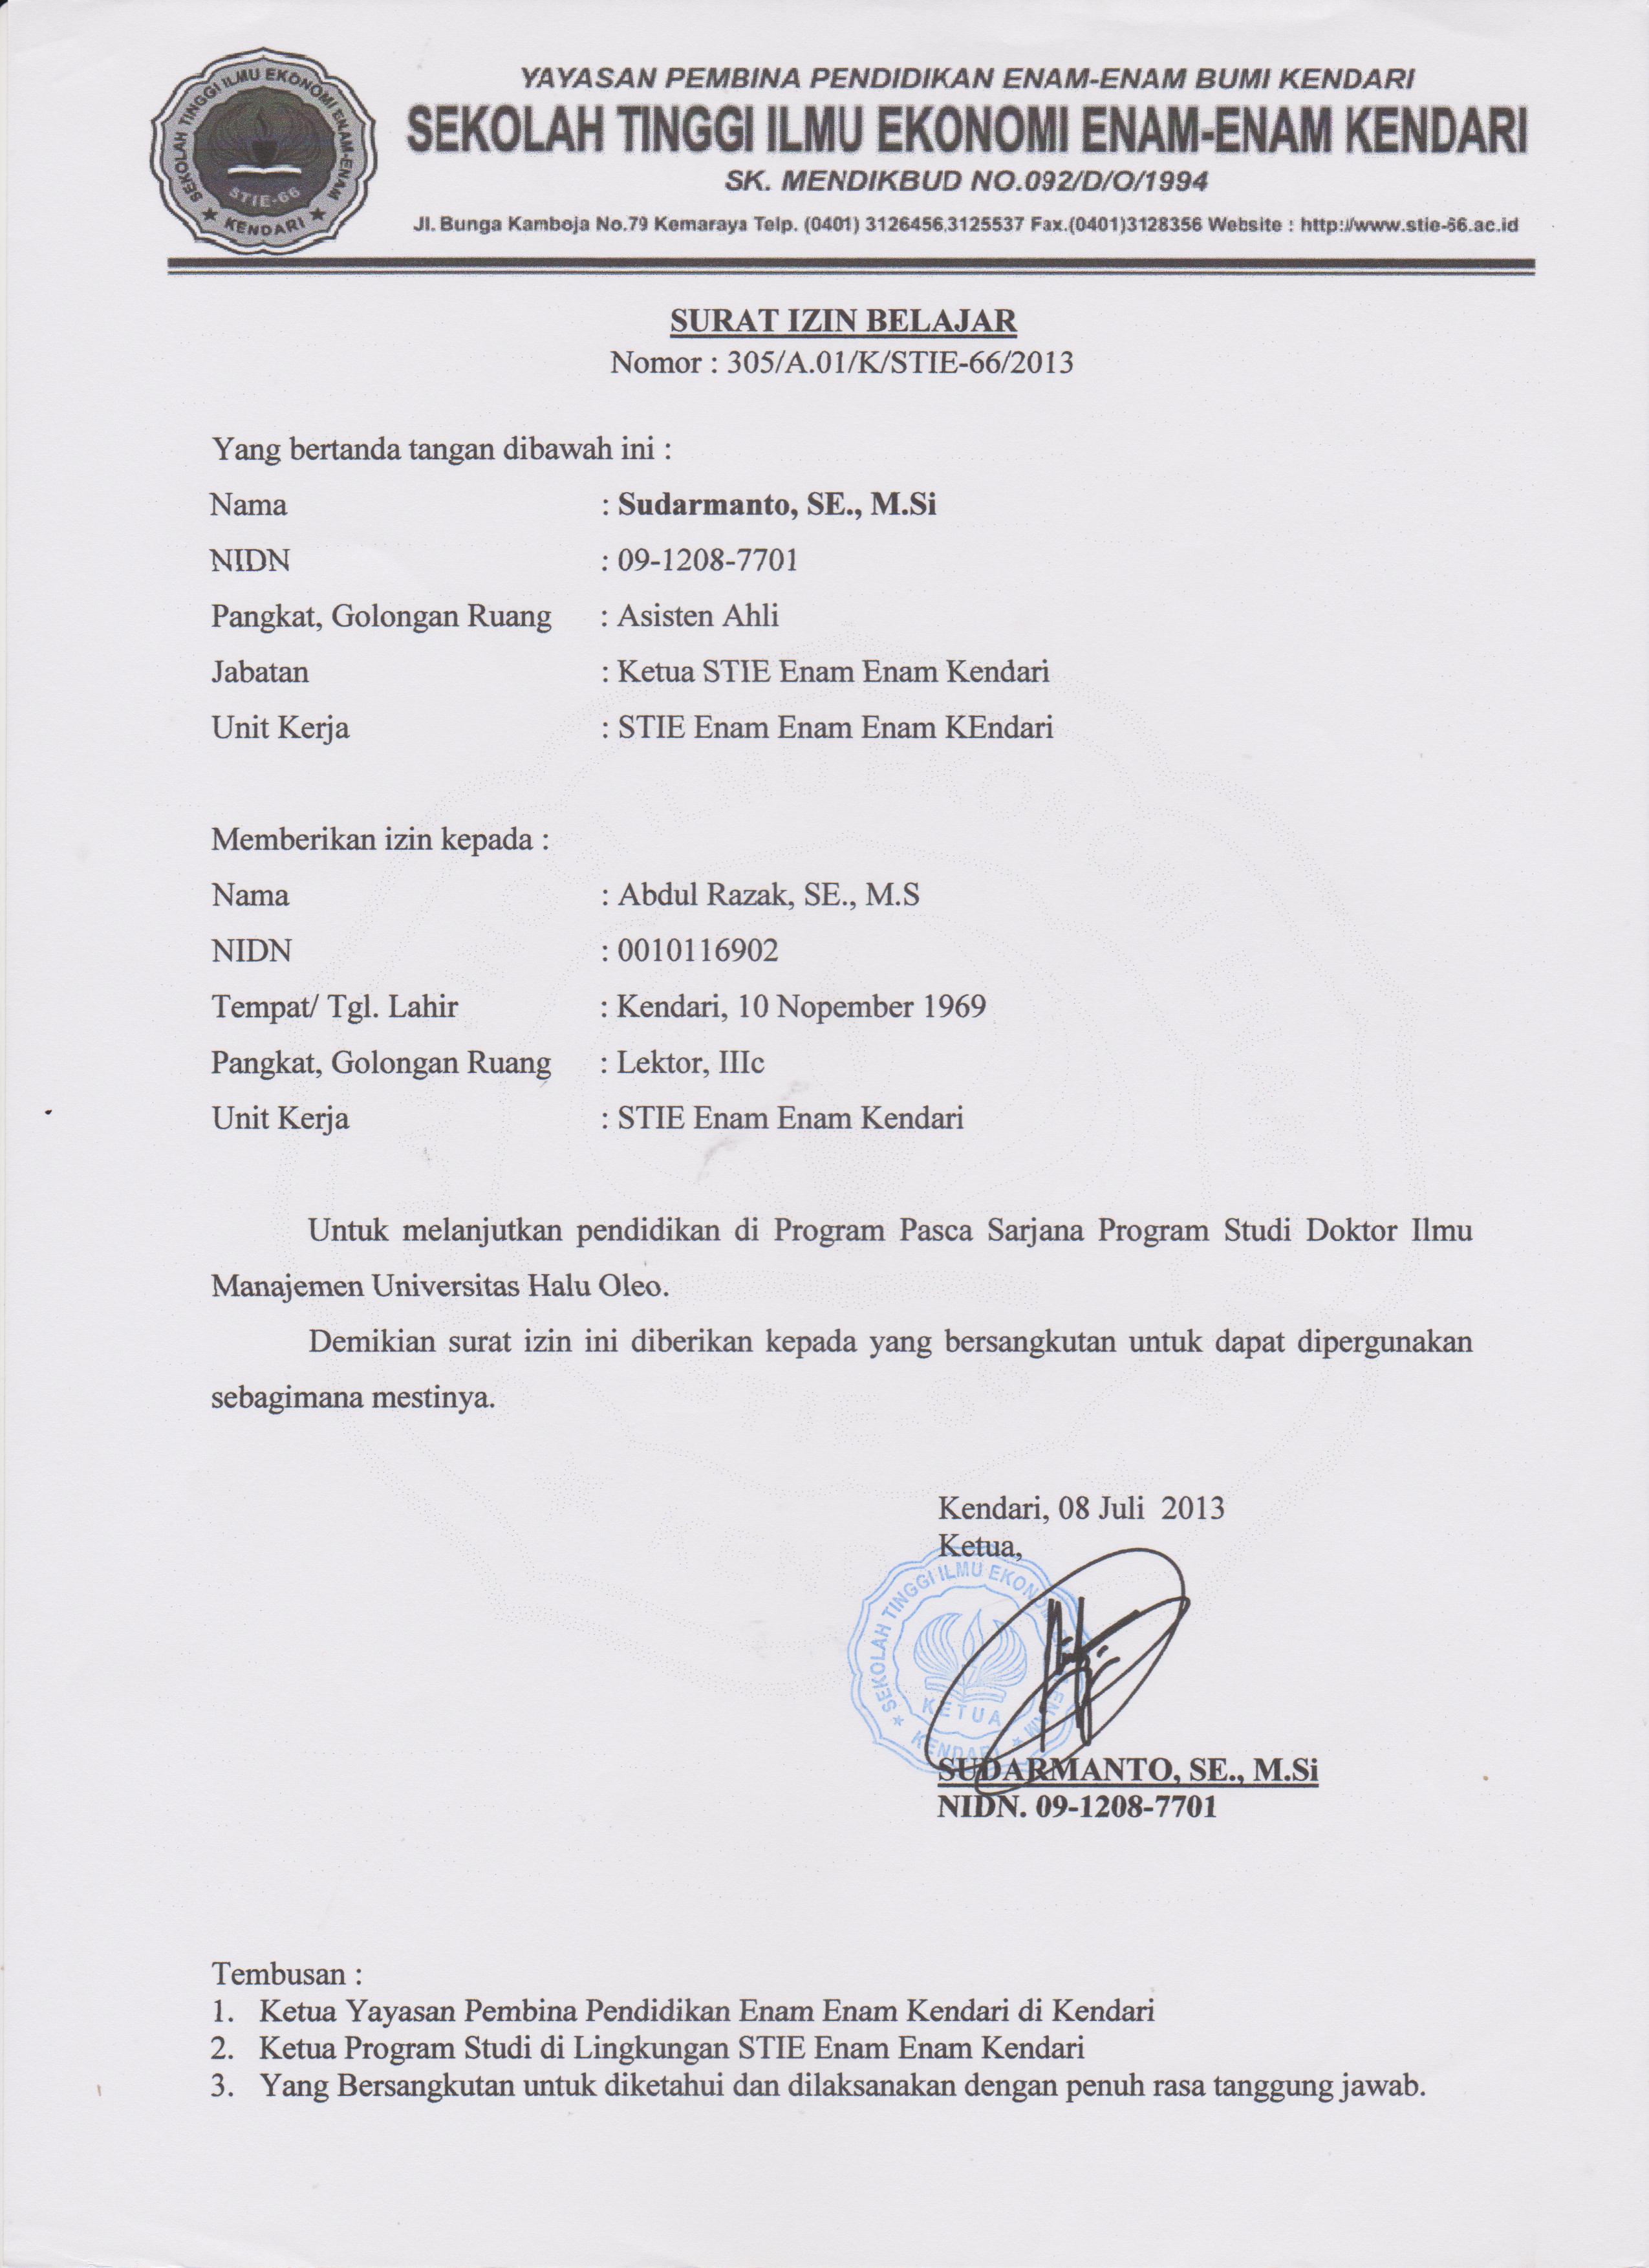 SEKOLAH TINGGI ILMU EKONOMI ENAM-ENAM
STIE-66
★ KENDARI ★
YAYASAN PEMBINA PENDIDIKAN ENAM-ENAM BUMI KENDARI
SEKOLAH TINGGI ILMU EKONOMI ENAM-ENAM KENDARI
SK. MENDIKBUD NO.092/D/O/1994
Jl. Bunga Kamboja No.79 Kemaraya Telp. (0401) 3126456,3125537 Fax.(0401)3128356 Website : http://www.stie-66.ac.id
SURAT IZIN BELAJAR
Nomor : 305/A.01/K/STIE-66/2013
Yang bertanda tangan dibawah ini :
Nama : Sudarmanto, SE., M.Si
NIDN : 09-1208-7701
Pangkat, Golongan Ruang : Asisten Ahli
Jabatan : Ketua STIE Enam Enam Kendari
Unit Kerja : STIE Enam Enam Enam KEndari
Memberikan izin kepada :
Nama : Abdul Razak, SE., M.S
NIDN : 0010116902
Tempat/ Tgl. Lahir : Kendari, 10 Nopember 1969
Pangkat, Golongan Ruang : Lektor, IIIc
Unit Kerja : STIE Enam Enam Kendari
Untuk melanjutkan pendidikan di Program Pasca Sarjana Program Studi Doktor Ilmu
Manajemen Universitas Halu Oleo.
Demikian surat izin ini diberikan kepada yang bersangkutan untuk dapat dipergunakan
sebagimana mestinya.
Kendari, 08 Juli 2013
Ketua,
SEKOLAH TINGGI ILMU EKONOM ENAM
KETUA
★ KENDARI ★
SUDARMANTO, SE., M.Si
NIDN. 09-1208-7701
Tembusan :
1. Ketua Yayasan Pembina Pendidikan Enam Enam Kendari di Kendari
2. Ketua Program Studi di Lingkungan STIE Enam Enam Kendari
3. Yang Bersangkutan untuk diketahui dan dilaksanakan dengan penuh rasa tanggung jawab.